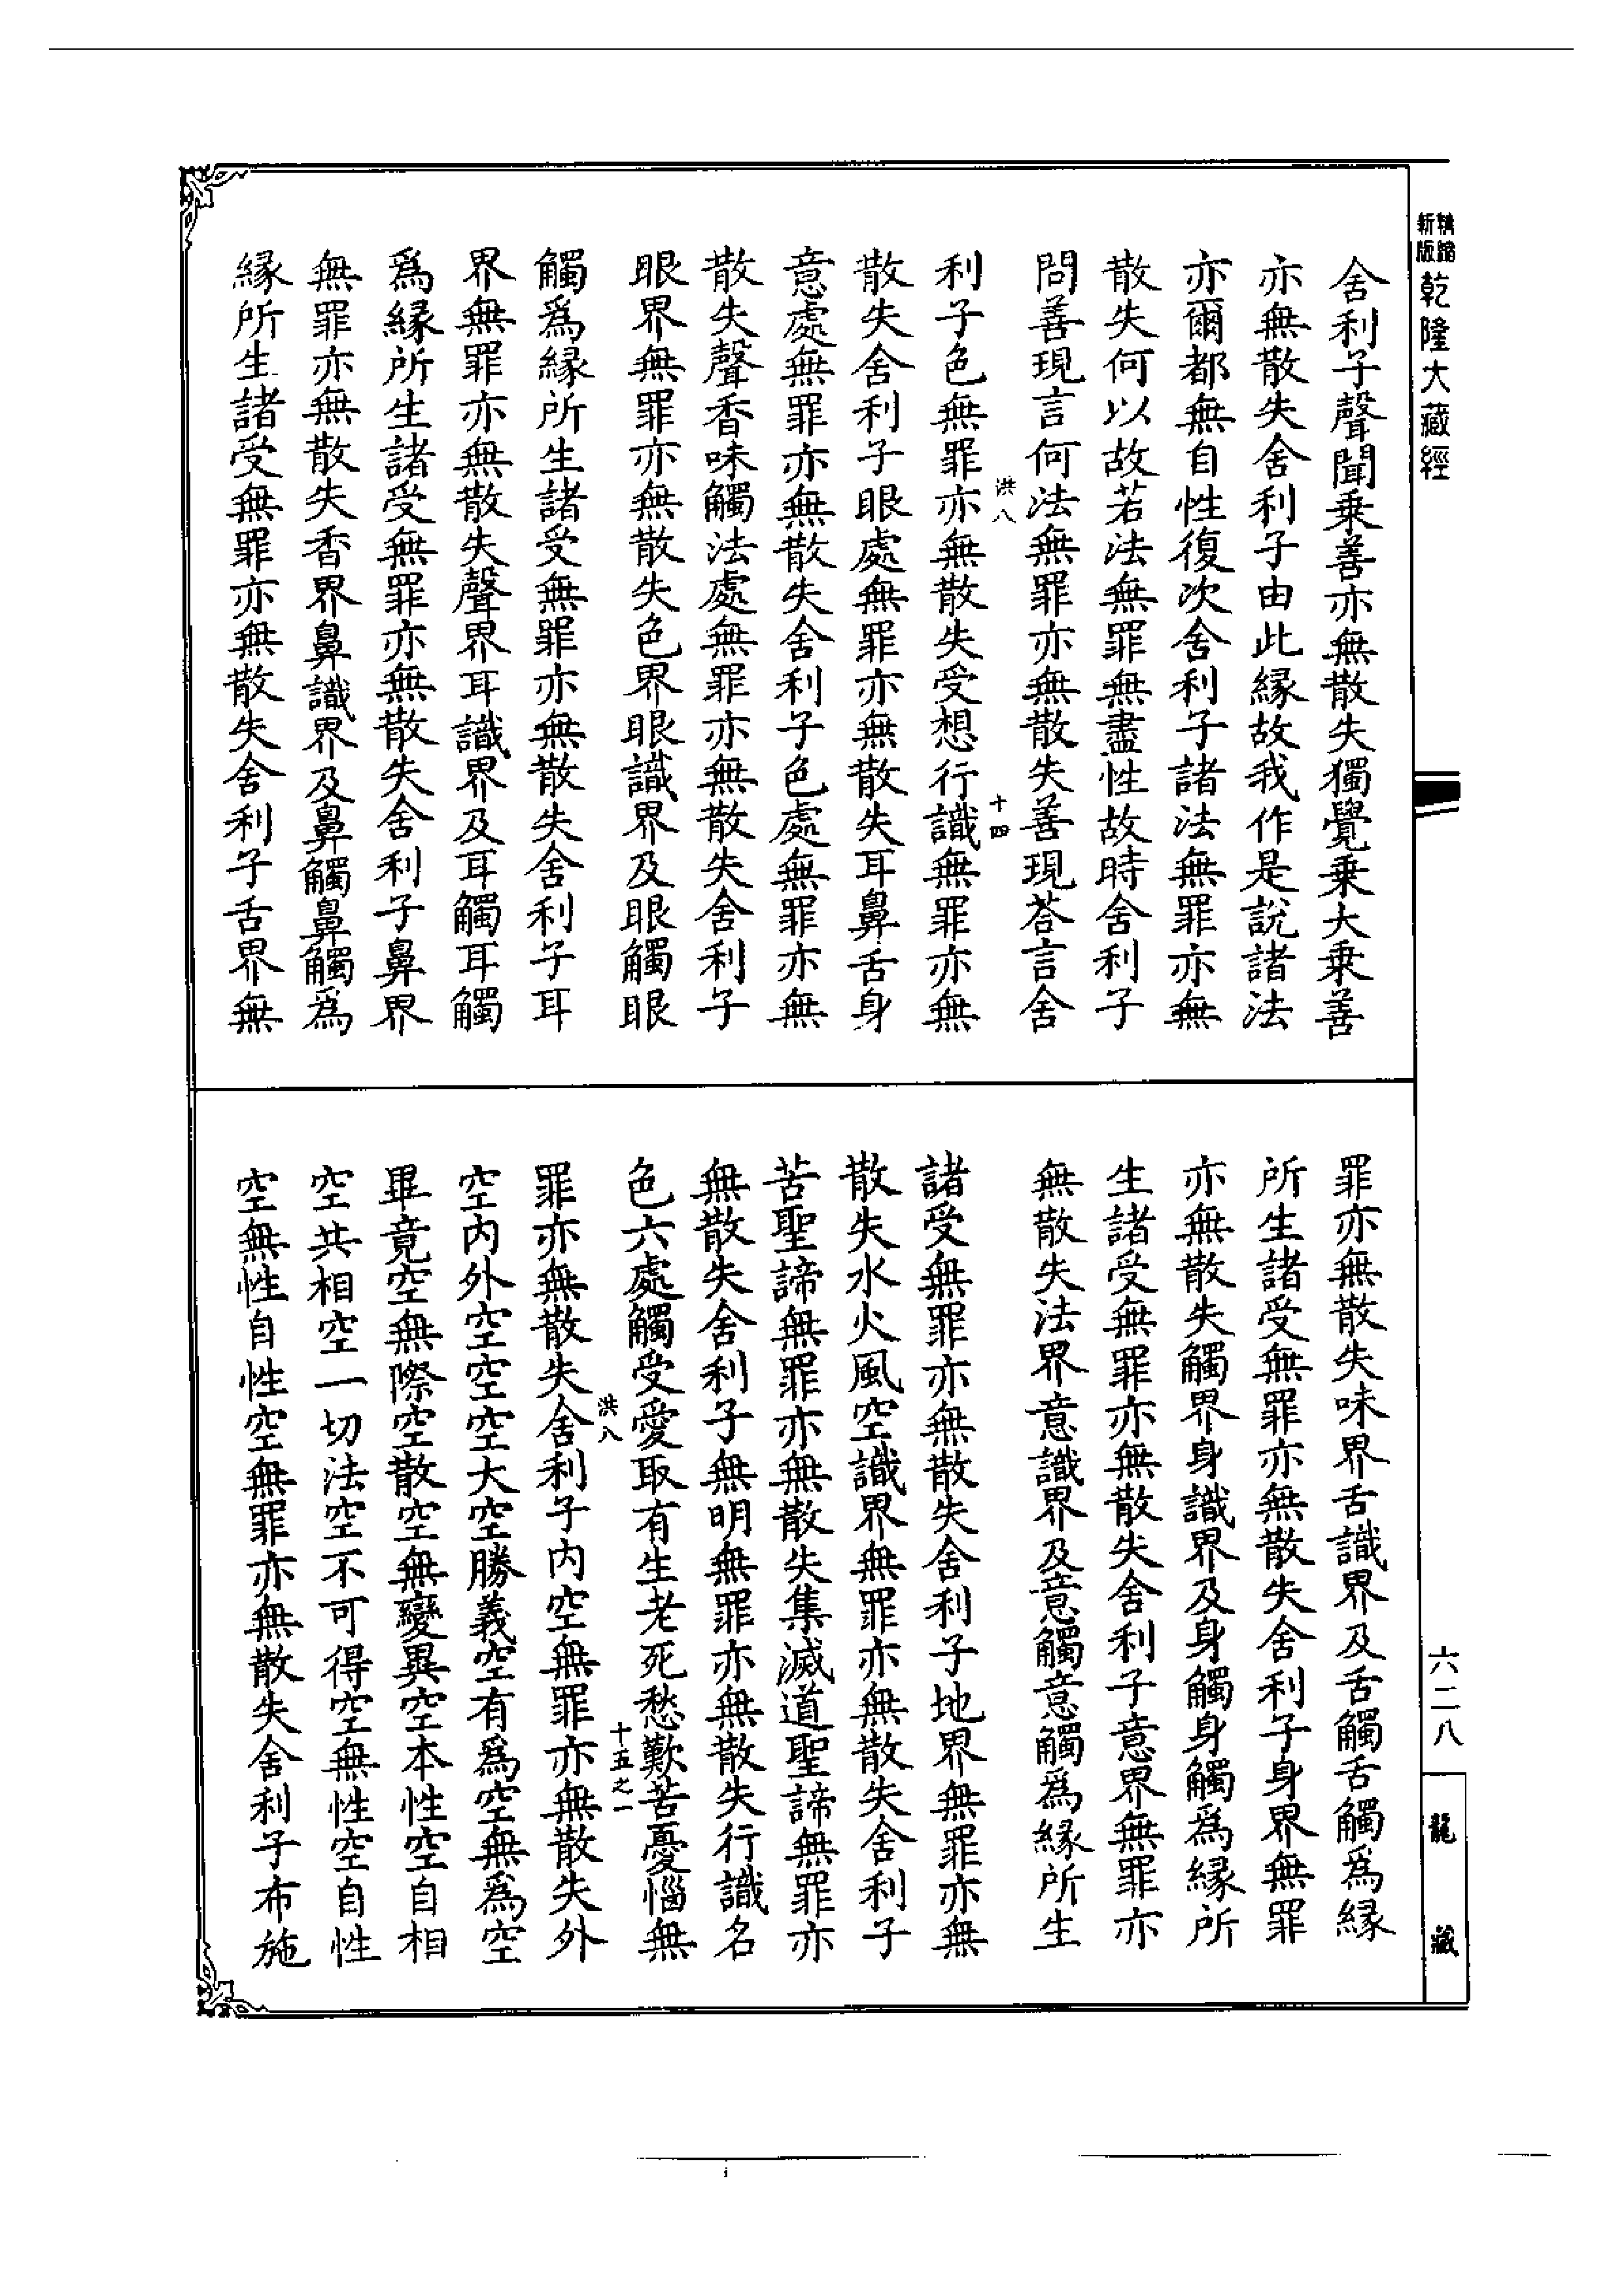 精縮新版
乾隆大藏經
舍利子聲聞乗善亦無散失獨覺乗大乗善
亦無散失舍利子由此緣故我作是說諸法
亦爾都無自性復次舍利子諸法無罪亦無
散失何以故若法無罪無盡性故時舍利子
問善現言何法無罪亦無散失善現荅言舍
洪八
十四
利子色無罪亦無散失受想行識無罪亦無
散失舍利子眼處無罪亦無散失耳鼻舌身
意處無罪亦無散失舍利子色處無罪亦無
散失聲香味觸法處無罪亦無散失舍利子
眼界無罪亦無散失色界眼識界及眼觸眼
觸為緣所生諸受無罪亦無散失舍利子耳
界無罪亦無散失聲界耳識界及耳觸耳觸
為緣所生諸受無罪亦無散失舍利子鼻界
無罪亦無散失香界鼻識界及鼻觸鼻觸為
緣所生諸受無罪亦無散失舍利子舌界無
罪亦無散失味界舌識界及舌觸舌觸為緣
所生諸受無罪亦無散失舍利子身界無罪
亦無散失觸界身識界及身觸身觸為緣所
生諸受無罪亦無散失舍利子意界無罪亦
無散失法界意識界及意觸意觸為緣所生
諸受無罪亦無散失舍利子地界無罪亦無
散失水火風空識界無罪亦無散失舍利子
苦聖諦無罪亦無散失集滅道聖諦無罪亦
無散失舍利子無明無罪亦無散失行識名
色六處觸受愛取有生老死愁歎苦憂惱無
洪八
十五之一
罪亦無散失舍利子内空無罪亦無散失外
空内外空空空大空勝義空有為空無為空
畢竟空無際空散空無變異空本性空自相
空共相空一切法空不可得空無性空自性
空無性自性空無罪亦無散失舍利子布施
六二八
龍藏